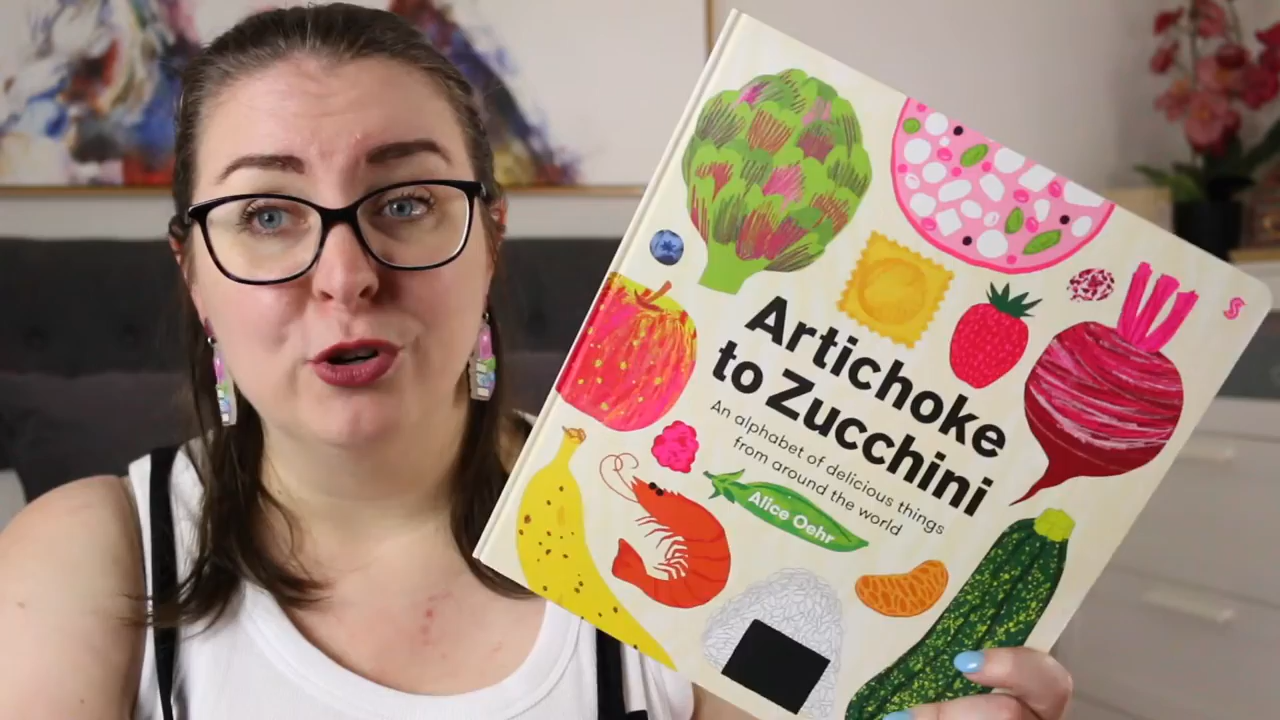 Artichoke
to Zucchini
An alphabet of delicious things
from around the world
Alice Oehr